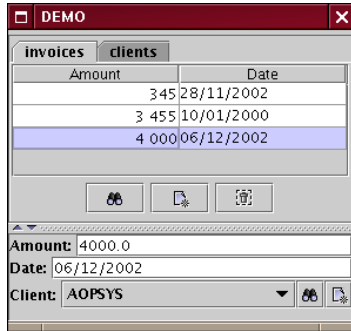 DEMO
invoices clients
Amount Date
345 28/11/2002
3 455 10/01/2000
4 000 06/12/2002
Amount: 4000.0
Date: 06/12/2002
Client: AOPSYS